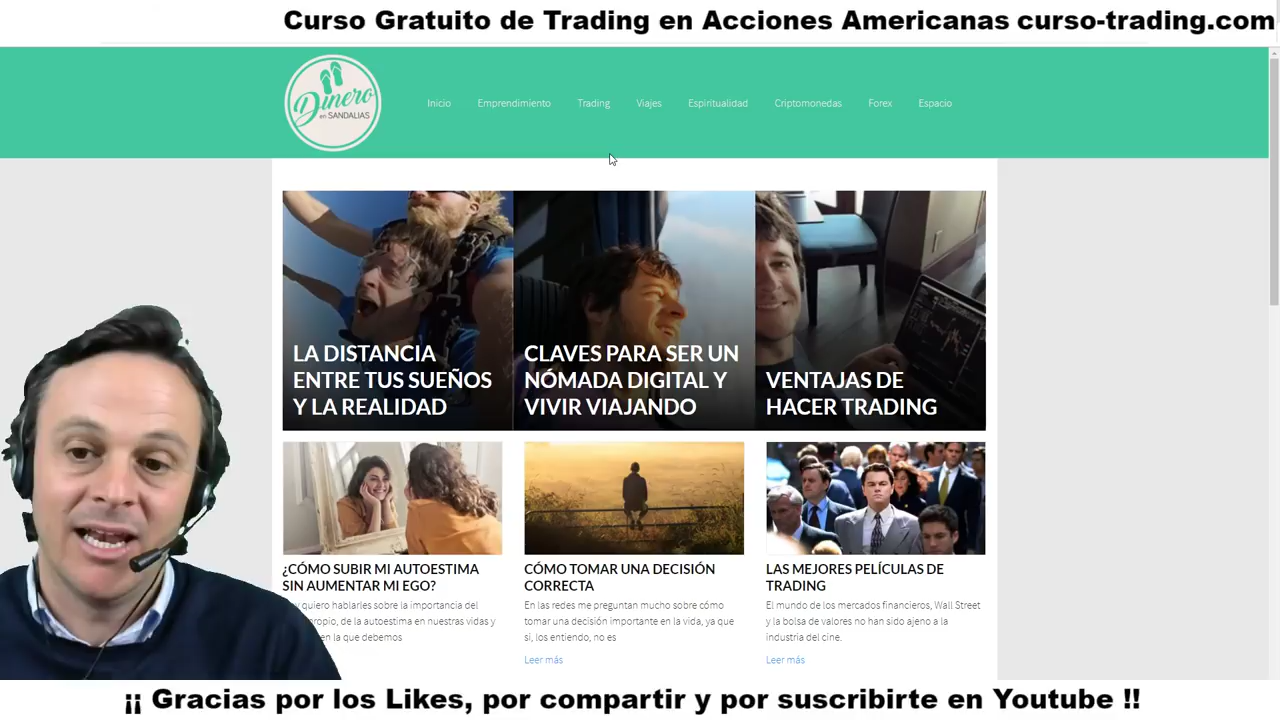 Curso Gratuito de Trading en Acciones Americanas curso-trading.com
Dinero
en SANDALIAS
Inicio Emprendimiento Trading Viajes Espiritualidad Criptomonedas Forex Espacio
LA DISTANCIA
ENTRE TUS SUEÑOS
Y LA REALIDAD
CLAVES PARA SER UN
NÓMADA DIGITAL Y
VIVIR VIAJANDO
VENTAJAS DE
HACER TRADING
¿CÓMO SUBIR MI AUTOESTIMA
SIN AUMENTAR MI EGO?
quiero hablarles sobre la importancia del
de la autoestima en nuestras vidas y
en la que debemos
CÓMO TOMAR UNA DECISIÓN
CORRECTA
En las redes me preguntan mucho sobre cómo
tomar una decisión importante en la vida, ya que
si, los entiendo, no es
Leer más
LAS MEJORES PELÍCULAS DE
TRADING
El mundo de los mercados financieros, Wall Street
y la bolsa de valores no han sido ajeno a la
industria del cine.
Leer más
¡¡ Gracias por los Likes, por compartir y por suscribirte en Youtube !!